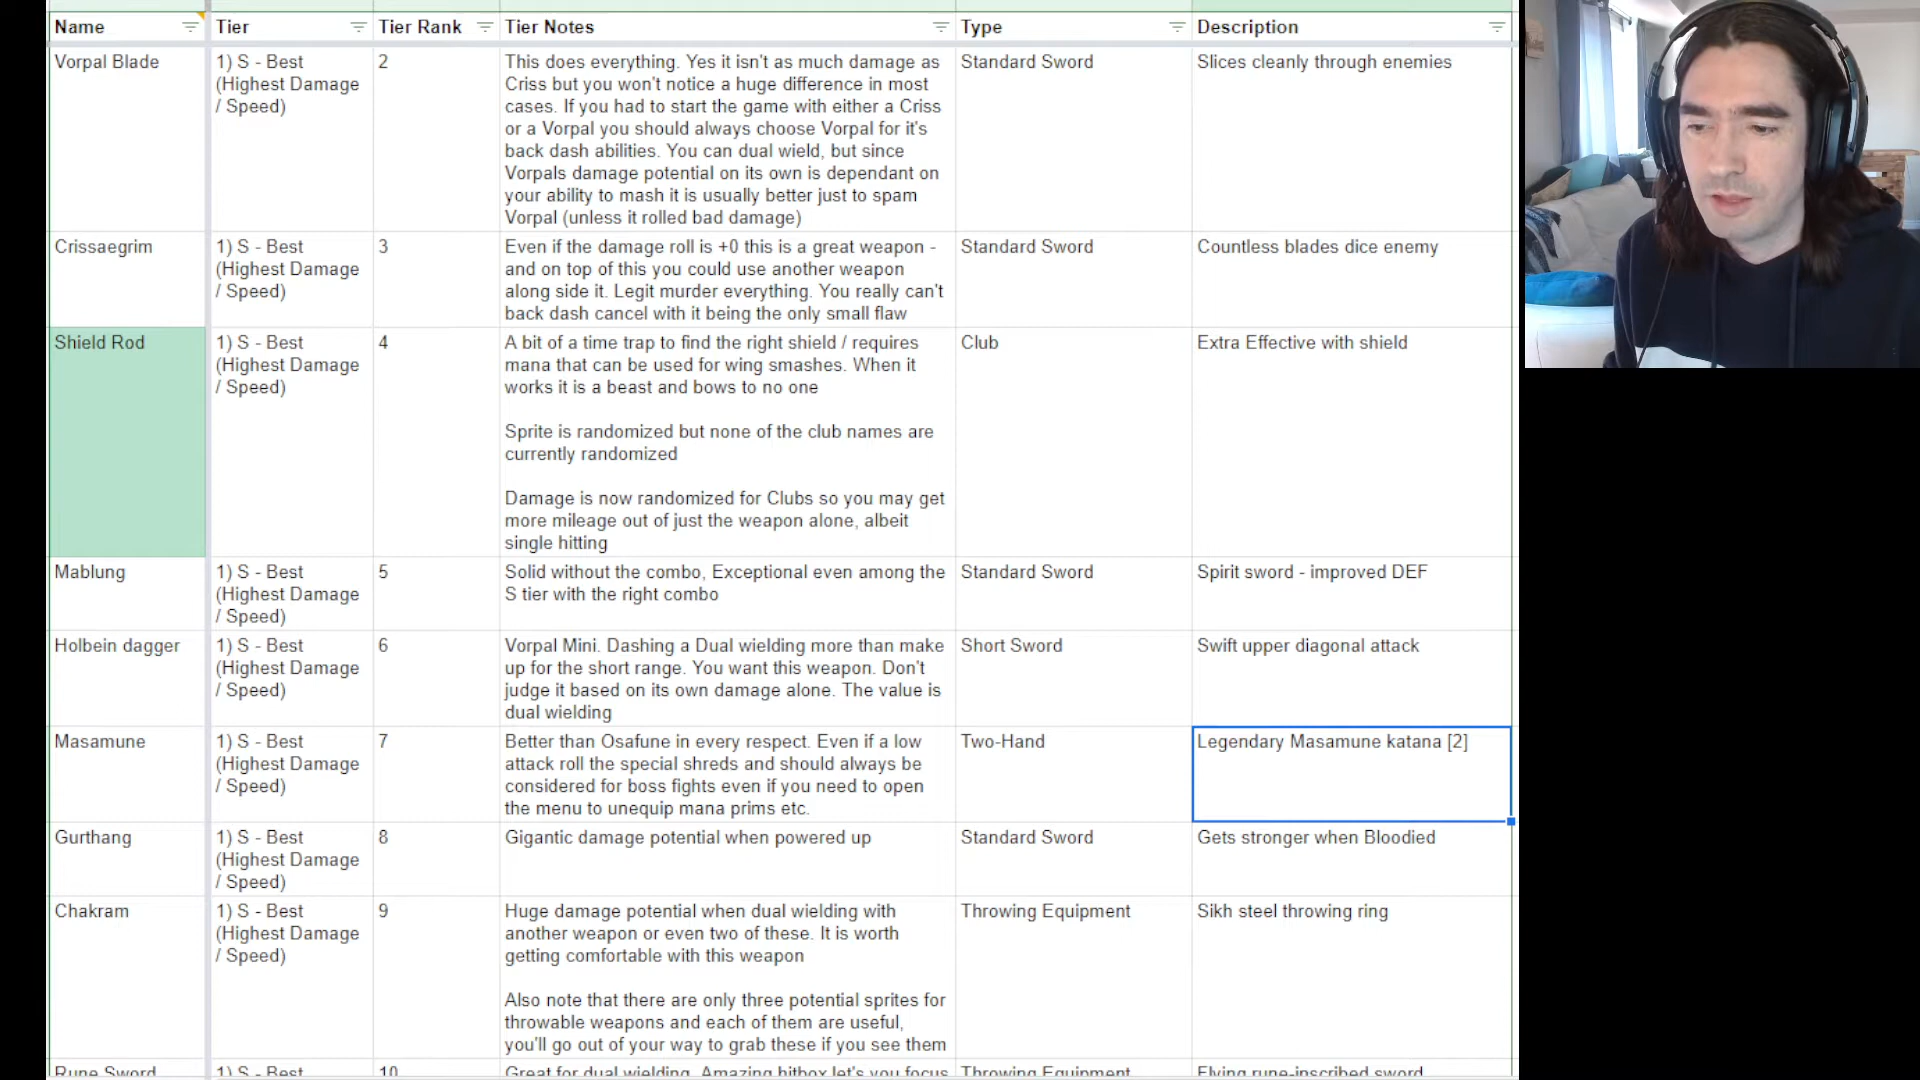 Name Tier Tier Rank Tier Notes Type Description
Vorpal Blade
1) S - Best
(Highest Damage
/ Speed)
2
This does everything. Yes it isn't as much damage as
Criss but you won't notice a huge difference in most
cases. If you had to start the game with either a Criss
or a Vorpal you should always choose Vorpal for it's
back dash abilities. You can dual wield, but since
Vorpals damage potential on its own is dependant on
your ability to mash it is usually better just to spam
Vorpal (unless it rolled bad damage)
Standard Sword
Slices cleanly through enemies
Crissaegrim
1) S - Best
(Highest Damage
/ Speed)
3
Even if the damage roll is +0 this is a great weapon -
and on top of this you could use another weapon
along side it. Legit murder everything. You really can't
back dash cancel with it being the only small flaw
Standard Sword
Countless blades dice enemy
Shield Rod
1) S - Best
(Highest Damage
/ Speed)
4
A bit of a time trap to find the right shield / requires
mana that can be used for wing smashes. When it
works it is a beast and bows to no one
Sprite is randomized but none of the club names are
currently randomized
Damage is now randomized for Clubs so you may get
more mileage out of just the weapon alone, albeit
single hitting
Club
Extra Effective with shield
Mablung
1) S - Best
(Highest Damage
/ Speed)
5
Solid without the combo, Exceptional even among the
S tier with the right combo
Standard Sword
Spirit sword - improved DEF
Holbein dagger
1) S - Best
(Highest Damage
/ Speed)
6
Vorpal Mini. Dashing a Dual wielding more than make
up for the short range. You want this weapon. Don't
judge it based on its own damage alone. The value is
dual wielding
Short Sword
Swift upper diagonal attack
Masamune
1) S - Best
(Highest Damage
/ Speed)
7
Better than Osafune in every respect. Even if a low
attack roll the special shreds and should always be
considered for boss fights even if you need to open
the menu to unequip mana prims etc.
Two-Hand
Legendary Masamune katana [2]
Gurthang
1) S - Best
(Highest Damage
/ Speed)
8
Gigantic damage potential when powered up
Standard Sword
Gets stronger when Bloodied
Chakram
1) S - Best
(Highest Damage
/ Speed)
9
Huge damage potential when dual wielding with
another weapon or even two of these. It is worth
getting comfortable with this weapon
Also note that there are only three potential sprites for
throwable weapons and each of them are useful,
you'll go out of your way to grab these if you see them
Throwing Equipment
Sikh steel throwing ring
Rune Sword
1) S - Best
10
Great for dual wielding. Amazing hitbox let's you focus
Throwing Equipment
Flying rune-inscribed sword